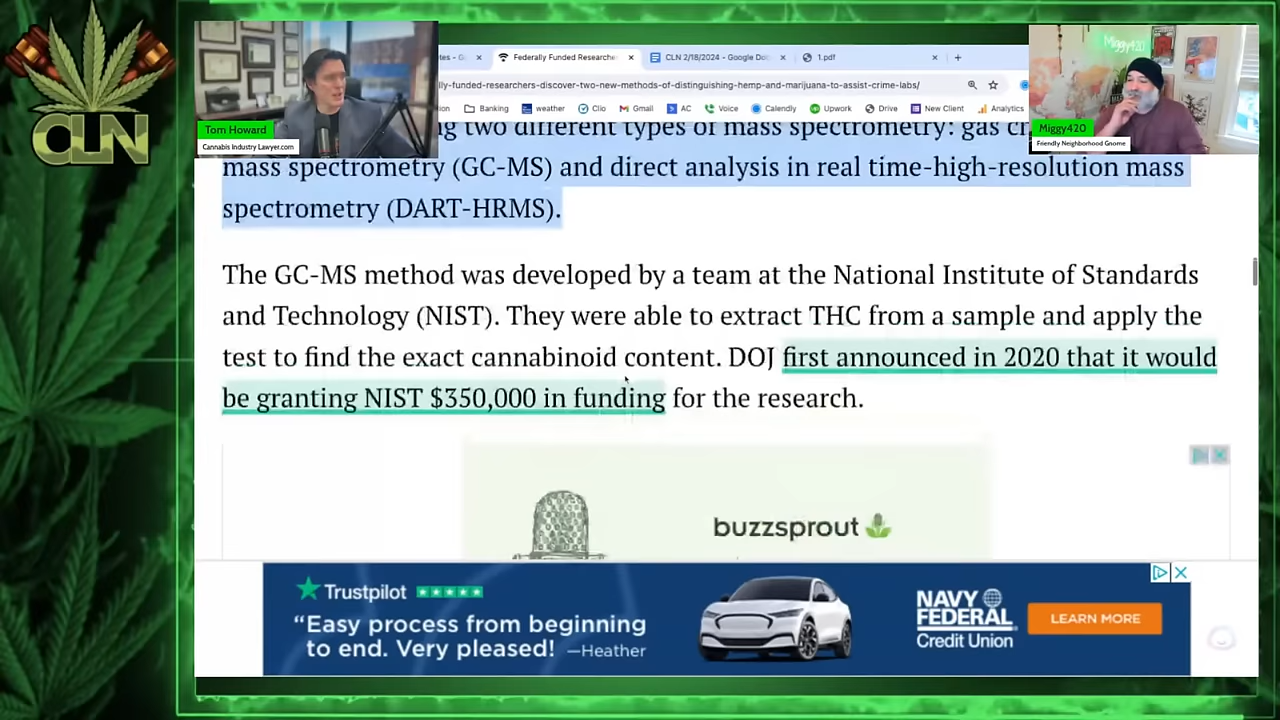 CLN
Tom Howard
Cannabis Industry Lawyer.com
Miggy420
Miggy420
Friendly Neighborhood Gnome
Federally Funded Researche
CLN 2/18/2024 - Google Do
1.pdf
lly-funded-researchers-discover-two-new-methods-of-distinguishing-hemp-and-marijuana-to-assist-crime-labs/
Banking
weather
Clio
Gmail
AC
Voice
Calendly
Upwork
Drive
New Client
Analytics
ng two different types of mass spectrometry: gas c
mass spectrometry (GC-MS) and direct analysis in real time-high-resolution mass
spectrometry (DART-HRMS).
The GC-MS method was developed by a team at the National Institute of Standards
and Technology (NIST). They were able to extract THC from a sample and apply the
test to find the exact cannabinoid content. DOJ first announced in 2020 that it would
be granting NIST $350,000 in funding for the research.
buzzsprout
Trustpilot
“Easy process from beginning
to end. Very pleased! —Heather
NAVY
FEDERAL
Credit Union
LEARN MORE